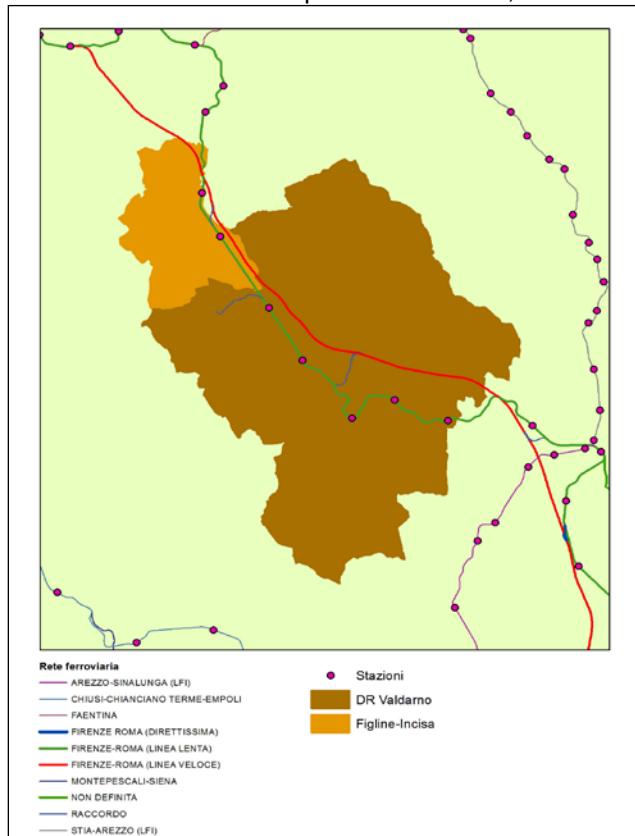 Rete ferroviaria
AREZZO-SINALUNGA (LFI)
CHIUSI-CHIANCIANO TERME-EMPOLI
FAENTINA
FIRENZE ROMA (DIRETTISSIMA)
FIRENZE-ROMA (LINEA LENTA)
FIRENZE-ROMA (LINEA VELOCE)
MONTEPESCALI-SIENA
NON DEFINITA
RACCORDO
STIA-AREZZO (LFI)
Stazioni
DR Valdarno
Figline-Incisa